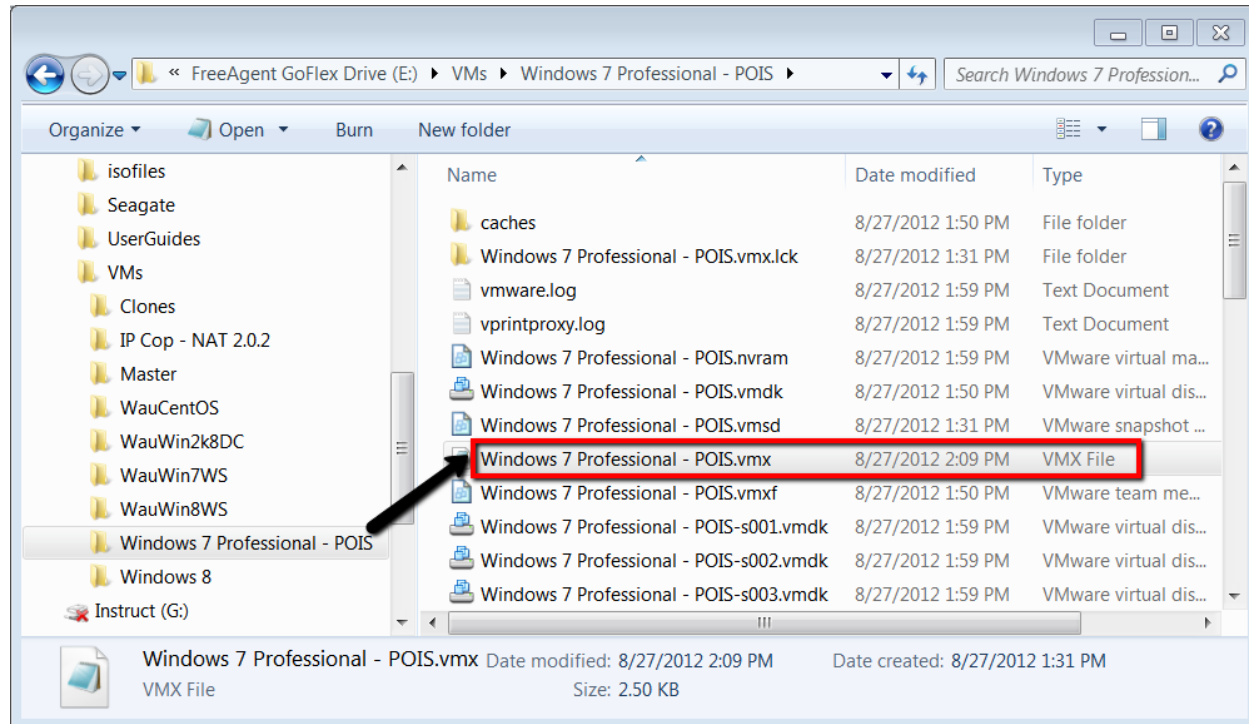 « FreeAgent GoFlex Drive (E:) VMs Windows 7 Professional - POIS Search Windows 7 Profession...
Organize Open Burn New folder
isofiles
Seagate
UserGuides
VMs
Clones
IP Cop - NAT 2.0.2
Master
WauCentOS
WauWin2k8DC
WauWin7WS
WauWin8WS
Windows 7 Professional - POIS
Windows 8
Instruct (G:)
Name Date modified Type
caches 8/27/2012 1:50 PM File folder
Windows 7 Professional - POIS.vmx.lck 8/27/2012 1:31 PM File folder
vmware.log 8/27/2012 1:59 PM Text Document
vprintproxy.log 8/27/2012 1:59 PM Text Document
Windows 7 Professional - POIS.nvram 8/27/2012 1:59 PM VMware virtual ma...
Windows 7 Professional - POIS.vmdk 8/27/2012 1:50 PM VMware virtual dis...
Windows 7 Professional - POIS.vmsd 8/27/2012 1:31 PM VMware snapshot ...
Windows 7 Professional - POIS.vmx 8/27/2012 2:09 PM VMX File
Windows 7 Professional - POIS.vmxf 8/27/2012 1:50 PM VMware team me...
Windows 7 Professional - POIS-s001.vmdk 8/27/2012 1:59 PM VMware virtual dis...
Windows 7 Professional - POIS-s002.vmdk 8/27/2012 1:59 PM VMware virtual dis...
Windows 7 Professional - POIS-s003.vmdk 8/27/2012 1:59 PM VMware virtual dis...
Windows 7 Professional - POIS.vmx Date modified: 8/27/2012 2:09 PM Date created: 8/27/2012 1:31 PM
VMX File Size: 2.50 KB